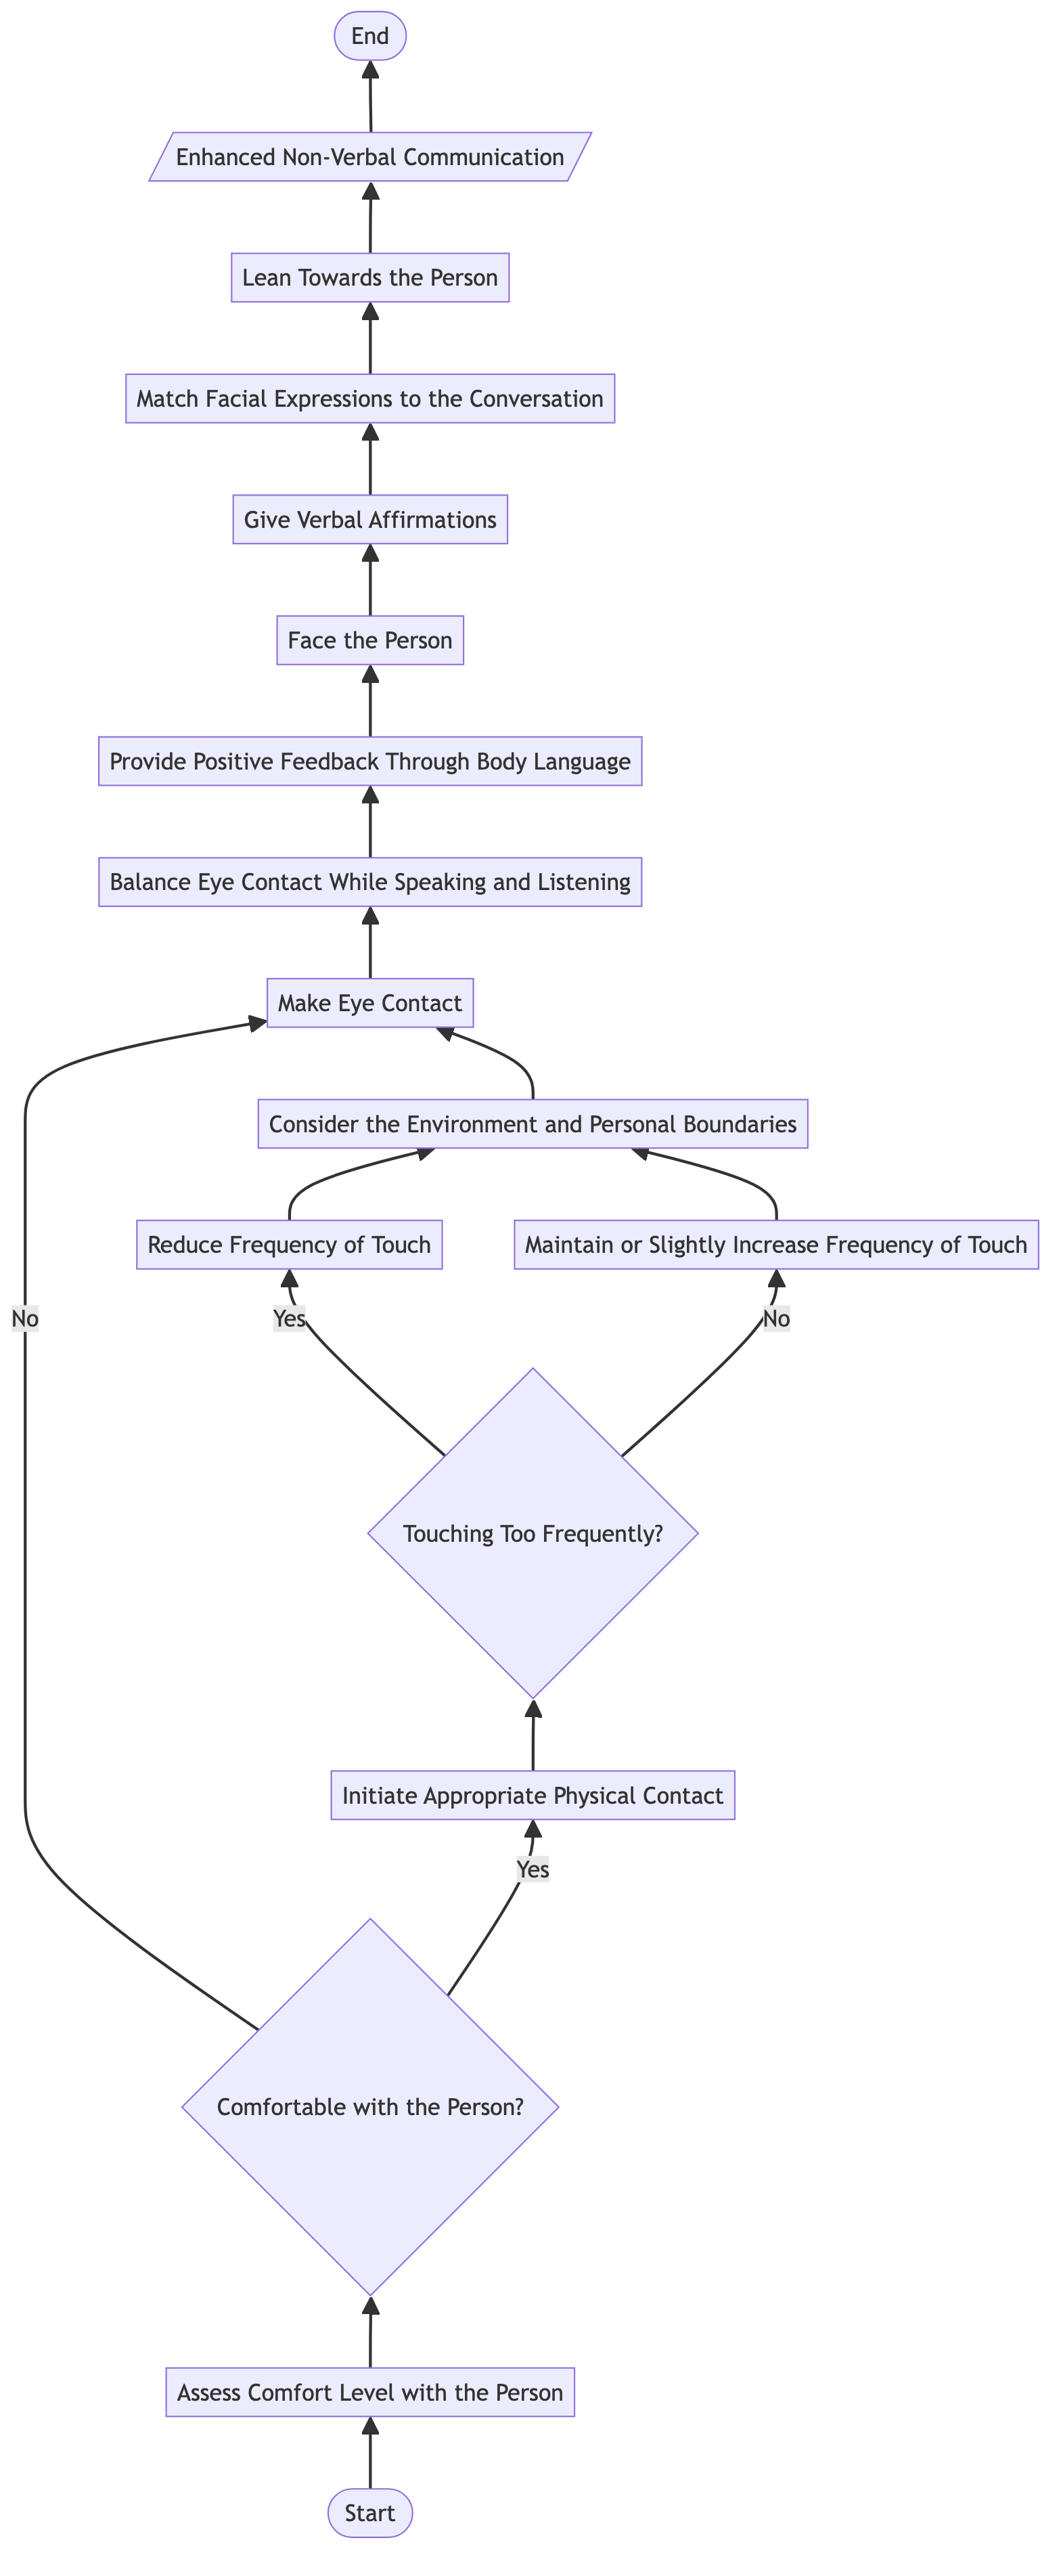 End
Enhanced Non-Verbal Communication
Lean Towards the Person
Match Facial Expressions to the Conversation
Give Verbal Affirmations
Face the Person
Provide Positive Feedback Through Body Language
Balance Eye Contact While Speaking and Listening
Make Eye Contact
Consider the Environment and Personal Boundaries
Reduce Frequency of Touch
Maintain or Slightly Increase Frequency of Touch
No
Yes
No
Touching Too Frequently?
Initiate Appropriate Physical Contact
Yes
Comfortable with the Person?
Assess Comfort Level with the Person
Start